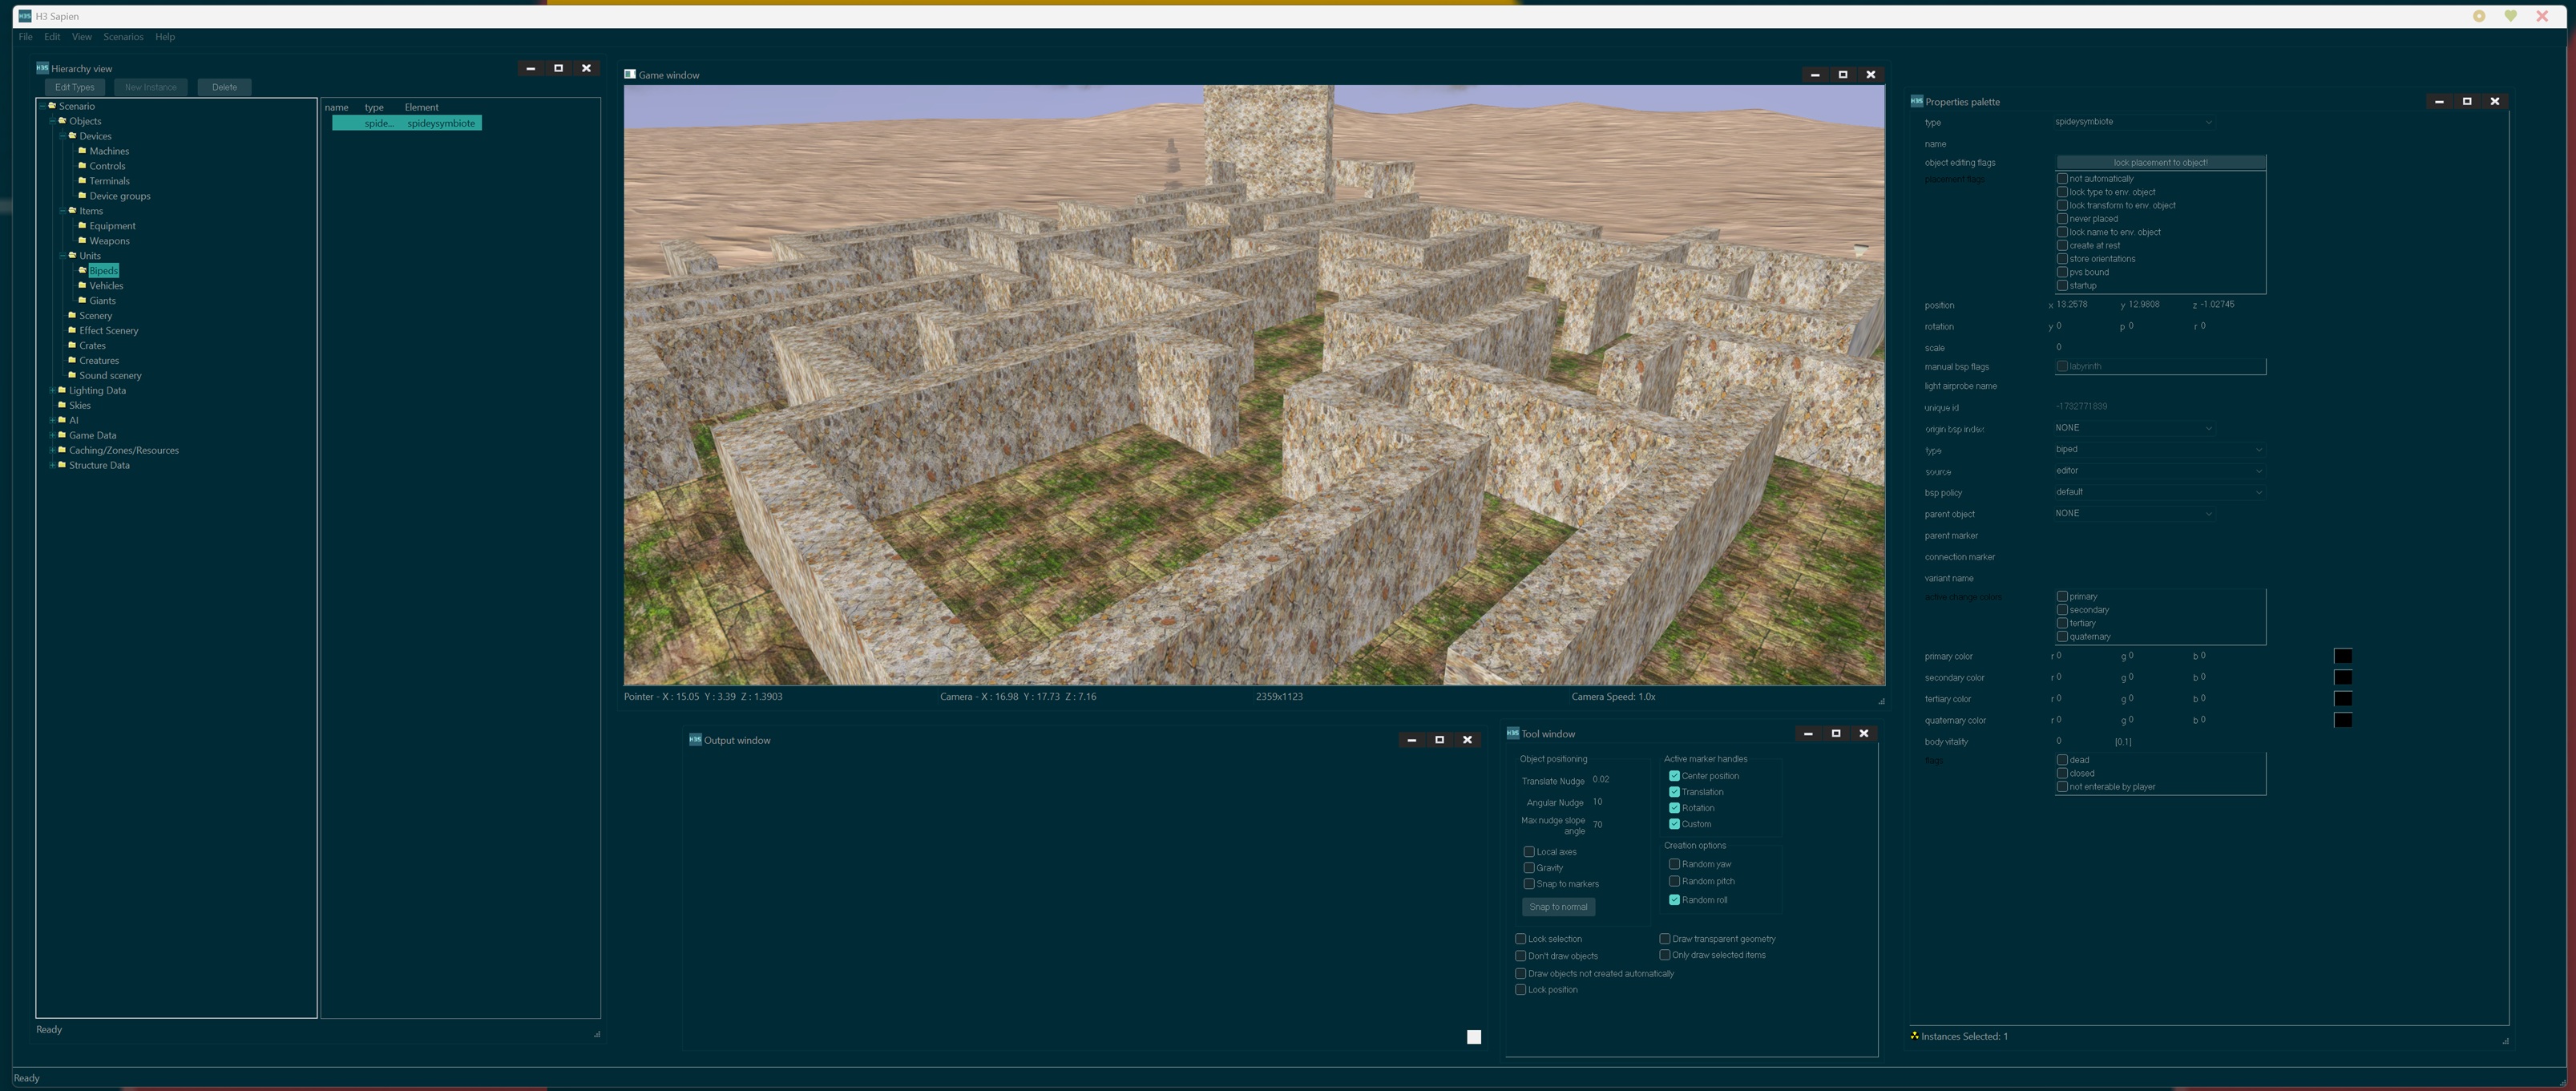 H3 Sapien
File Edit View Scenarios Help
Hierarchy view
Edit Types New Instance Delete
Scenario
Objects
Devices
Machines
Controls
Terminals
Device groups
Items
Equipment
Weapons
Units
Bipeds
Vehicles
Giants
Scenery
Effect Scenery
Crates
Creatures
Sound scenery
Lighting Data
Skies
AI
Game Data
Caching/Zones/Resources
Structure Data
name type Element
spide... spideysymbiote
Ready
Game window
Pointer - X : 15.05 Y : 3.39 Z : 1.3903 Camera - X : 16.98 Y : 17.73 Z : 7.16 2359x1123 Camera Speed: 1.0x
Output window
Tool window
Object positioning
Translate Nudge 0.02
Angular Nudge 10
Max nudge slope
angle 70
Local axes
Gravity
Snap to markers
Snap to normal
Active marker handles
Center position
Translation
Rotation
Custom
Creation options
Random yaw
Random pitch
Random roll
Lock selection
Don't draw objects
Draw objects not created automatically
Lock position
Draw transparent geometry
Only draw selected items
Properties palette
type spideysymbiote
name
object editing flags lock placement to object!
placement flags not automatically
lock type to env. object
lock transform to env. object
never placed
lock name to env. object
create at rest
store orientations
pvs bound
startup
position x 13.2578 y 12.9808 z -1.02745
rotation y 0 p 0 r 0
scale 0
manual bsp flags labyrinth
light airprobe name
unique id -1732771839
origin bsp index NONE
type biped
source editor
bsp policy default
parent object NONE
parent marker
connection marker
variant name
active change colors primary
secondary
tertiary
quaternary
primary color r 0 g 0 b 0
secondary color r 0 g 0 b 0
tertiary color r 0 g 0 b 0
quaternary color r 0 g 0 b 0
body vitality 0 [0,1]
flags dead
closed
not enterable by player
Instances Selected: 1
Ready